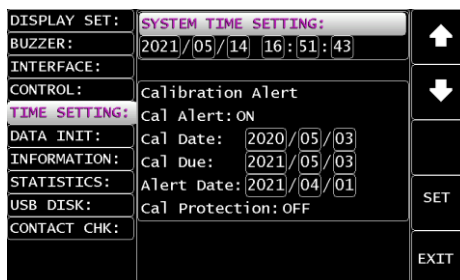 DISPLAY SET:
BUZZER:
INTERFACE:
CONTROL:
TIME SETTING:
DATA INIT:
INFORMATION:
STATISTICS:
USB DISK:
CONTACT CHK:
SYSTEM TIME SETTING:
2021/05/14 16:51:43
Calibration Alert
Cal Alert:ON
Cal Date: 2020/05/03
Cal Due: 2021/05/03
Alert Date:2021/04/01
Cal Protection:OFF
SET
EXIT